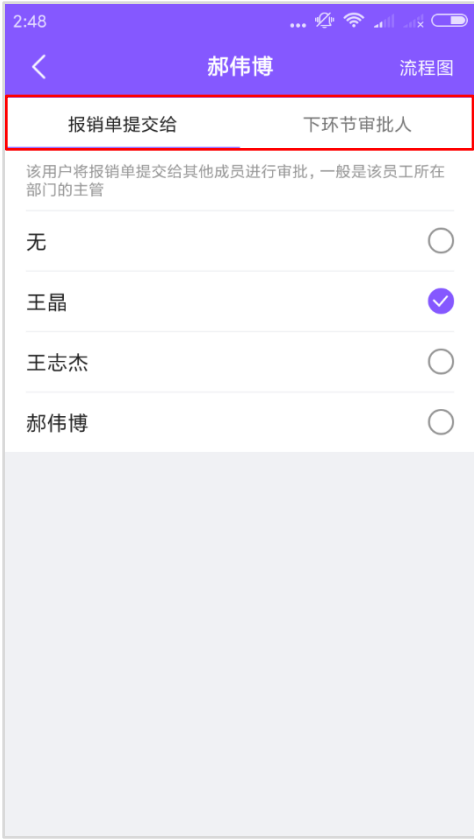 2:48
郝伟博
流程图
报销单提交给
下环节审批人
该用户将报销单提交给其他成员进行审批，一般是该员工所在
部门的主管
无
王晶
王志杰
郝伟博